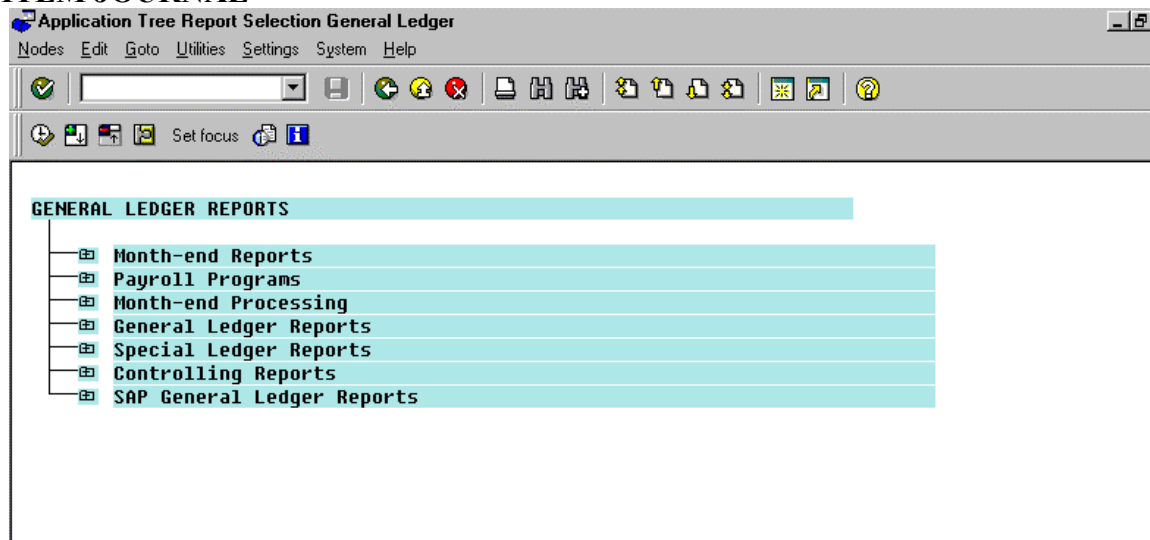 ITEM JOURNAL
Application Tree Report Selection General Ledger
Nodes Edit Goto Utilities Settings System Help
Set focus
GENERAL LEDGER REPORTS
Month-end Reports
Payroll Programs
Month-end Processing
General Ledger Reports
Special Ledger Reports
Controlling Reports
SAP General Ledger Reports